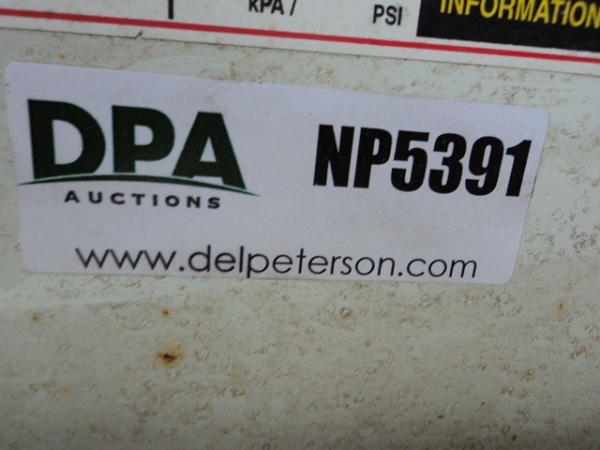 KPA / PSI INFORMATION
DPA NP5391
AUCTIONS
www.delpeterson.com